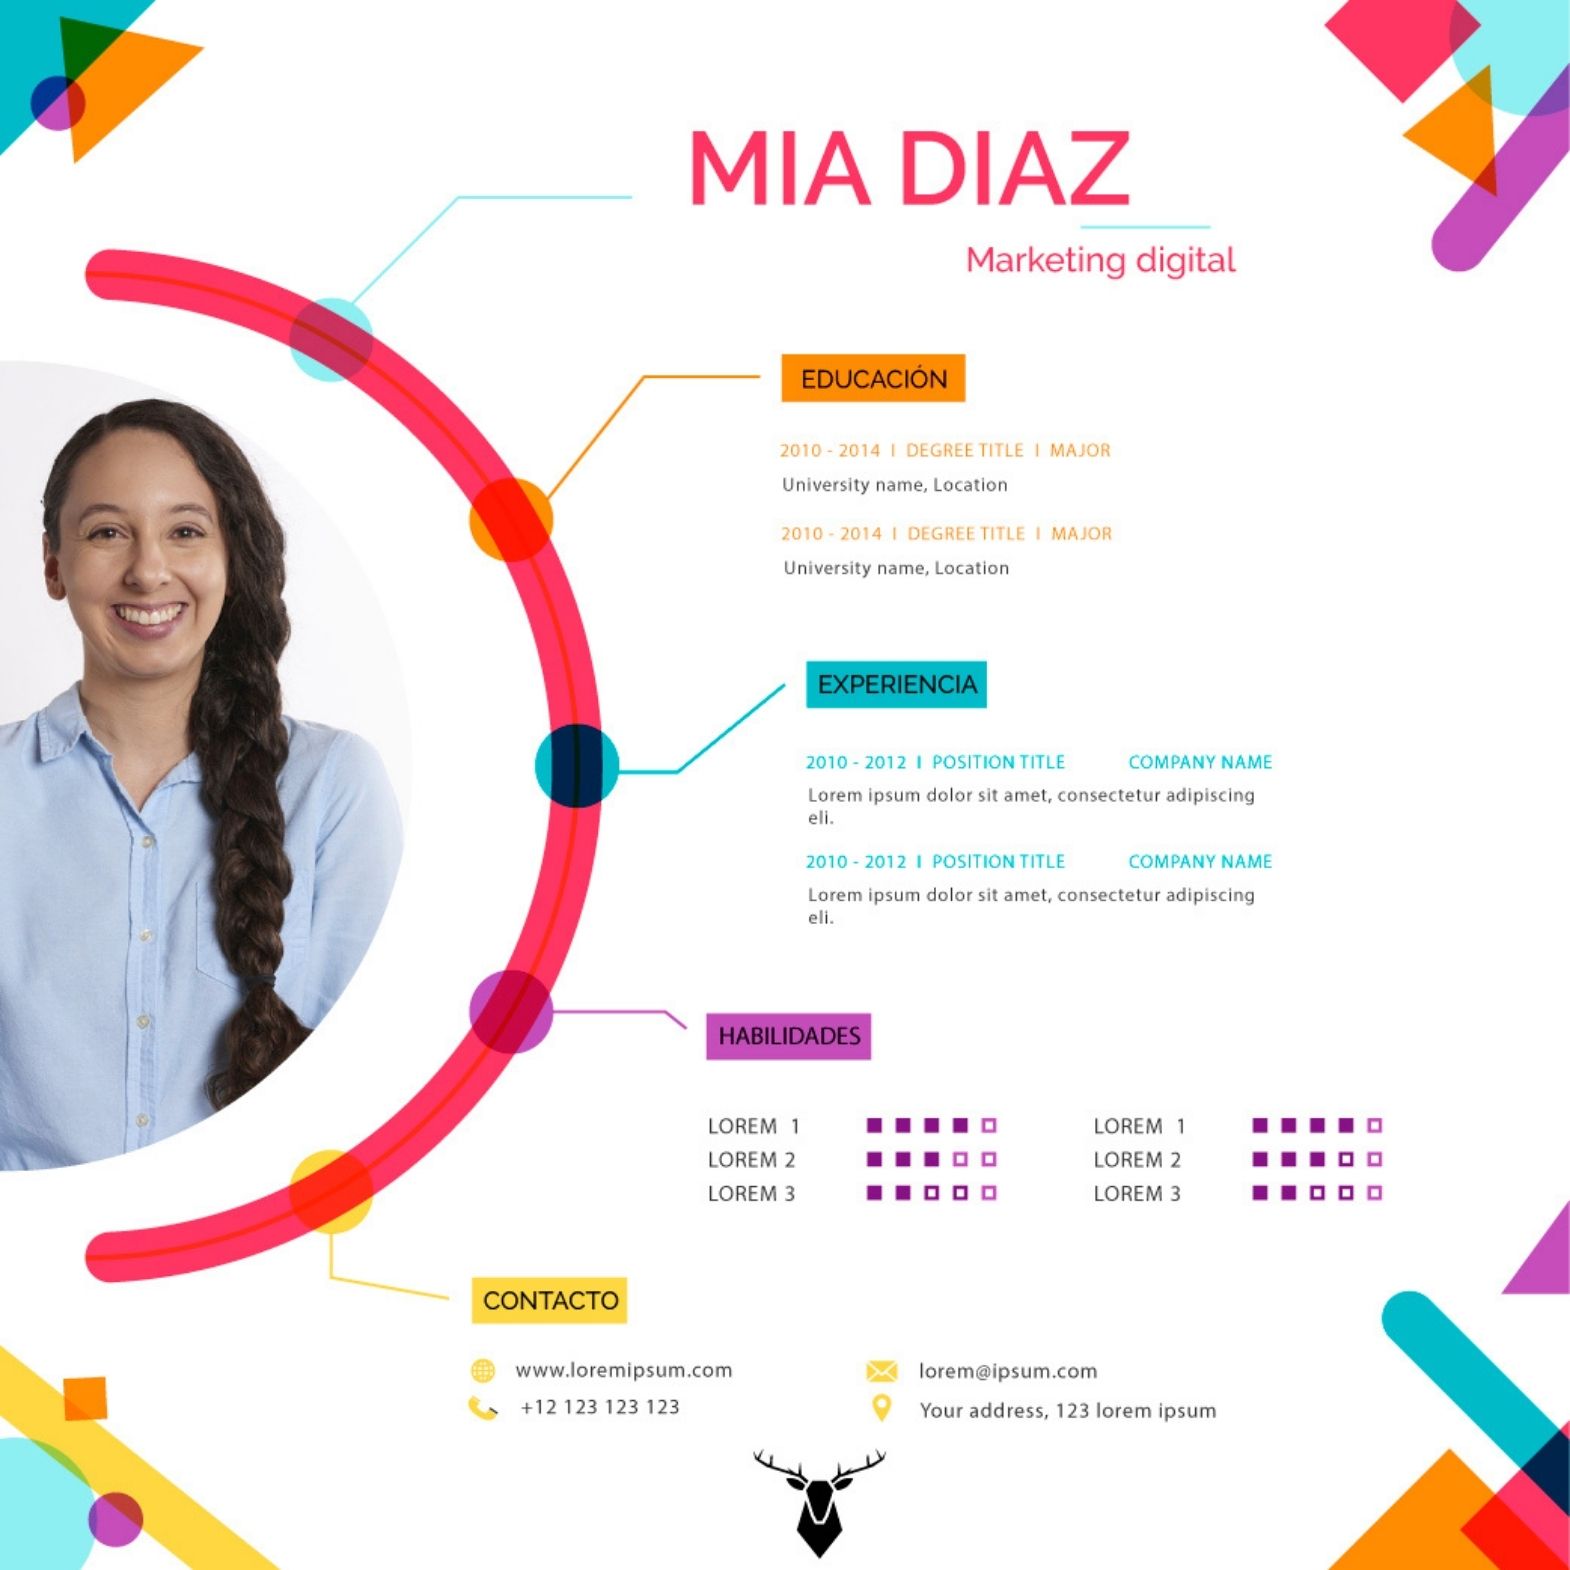 MIA DIAZ
Marketing digital
EDUCACIÓN
2010 - 2014 I DEGREE TITLE I MAJOR
University name, Location
2010 - 2014 I DEGREE TITLE I MAJOR
University name, Location
EXPERIENCIA
2010 - 2012 I POSITION TITLE COMPANY NAME
Lorem ipsum dolor sit amet, consectetur adipiscing
eli.
2010 - 2012 I POSITION TITLE COMPANY NAME
Lorem ipsum dolor sit amet, consectetur adipiscing
eli.
HABILIDADES
LOREM 1 LOREM 1
LOREM 2 LOREM 2
LOREM 3 LOREM 3
CONTACTO
www.loremipsum.com lorem@ipsum.com
+12 123 123 123 Your address, 123 lorem ipsum